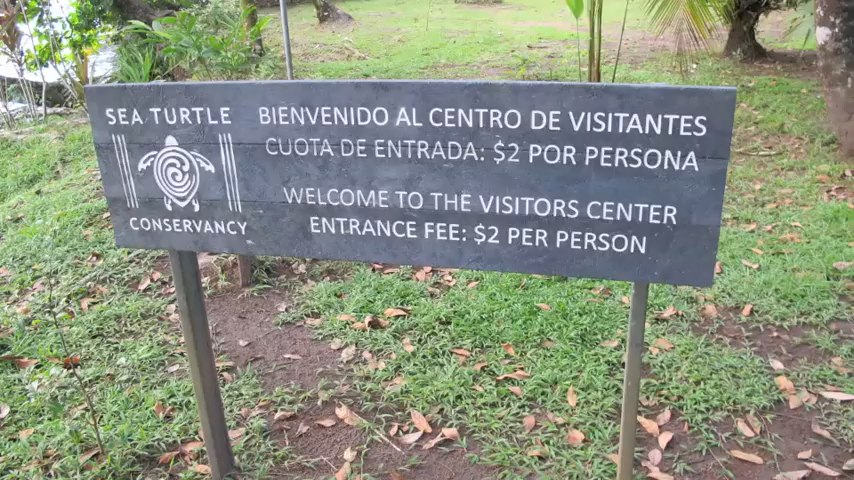 SEA TURTLE
CONSERVANCY
BIENVENIDO AL CENTRO DE VISITANTES
CUOTA DE ENTRADA: $2 POR PERSONA
WELCOME TO THE VISITORS CENTER
ENTRANCE FEE: $2 PER PERSON